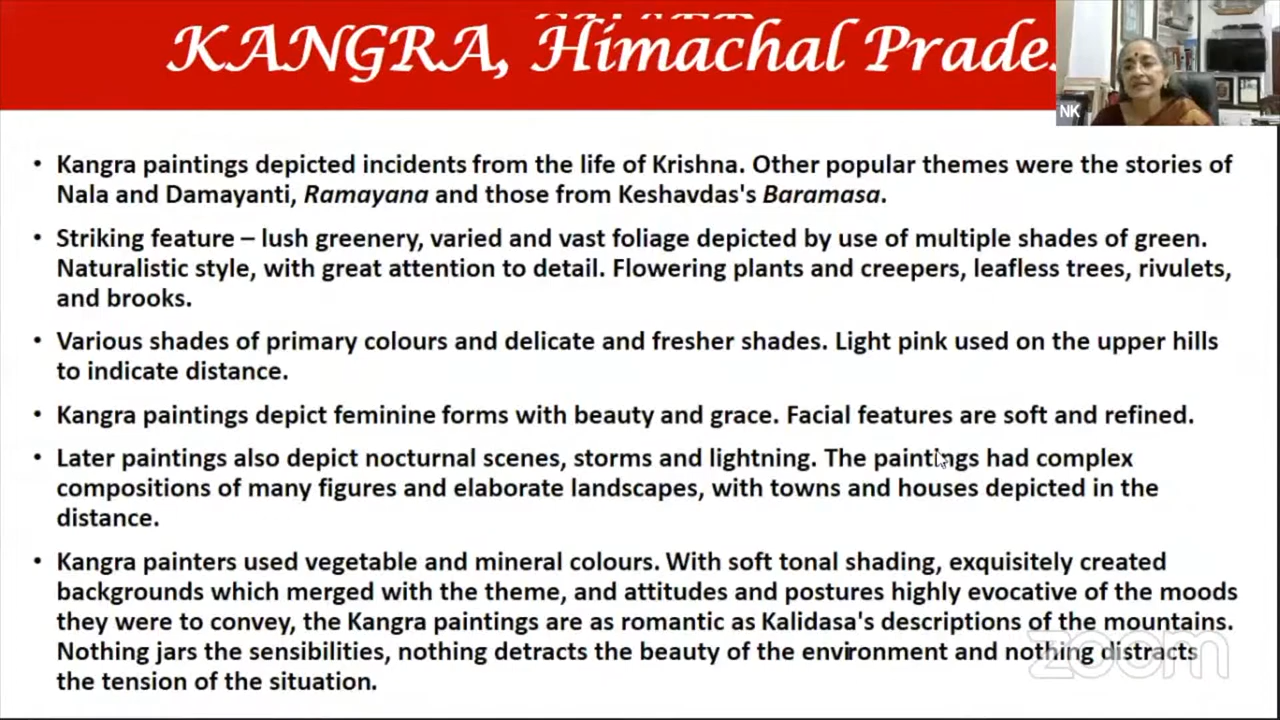 KANGRA, Himachal
NK
• Kangra paintings depicted incidents from the life of Krishna. Other popular themes were the stories of
Nala and Damayanti, Ramayana and those from Keshavdas's Baramasa.
• Striking feature – lush greenery, varied and vast foliage depicted by use of multiple shades of green.
Naturalistic style, with great attention to detail. Flowering plants and creepers, leafless trees, rivulets,
and brooks.
• Various shades of primary colours and delicate and fresher shades. Light pink used on the upper hills
to indicate distance.
• Kangra paintings depict feminine forms with beauty and grace. Facial features are soft and refined.
• Later paintings also depict nocturnal scenes, storms and lightning. The paintings had complex
compositions of many figures and elaborate landscapes, with towns and houses depicted in the
distance.
• Kangra painters used vegetable and mineral colours. With soft tonal shading, exquisitely created
backgrounds which merged with the theme, and attitudes and postures highly evocative of the moods
they were to convey, the Kangra paintings are as romantic as Kalidasa's descriptions of the mountains.
Nothing jars the sensibilities, nothing detracts the beauty of the environment and nothing distracts
the tension of the situation.
zoom